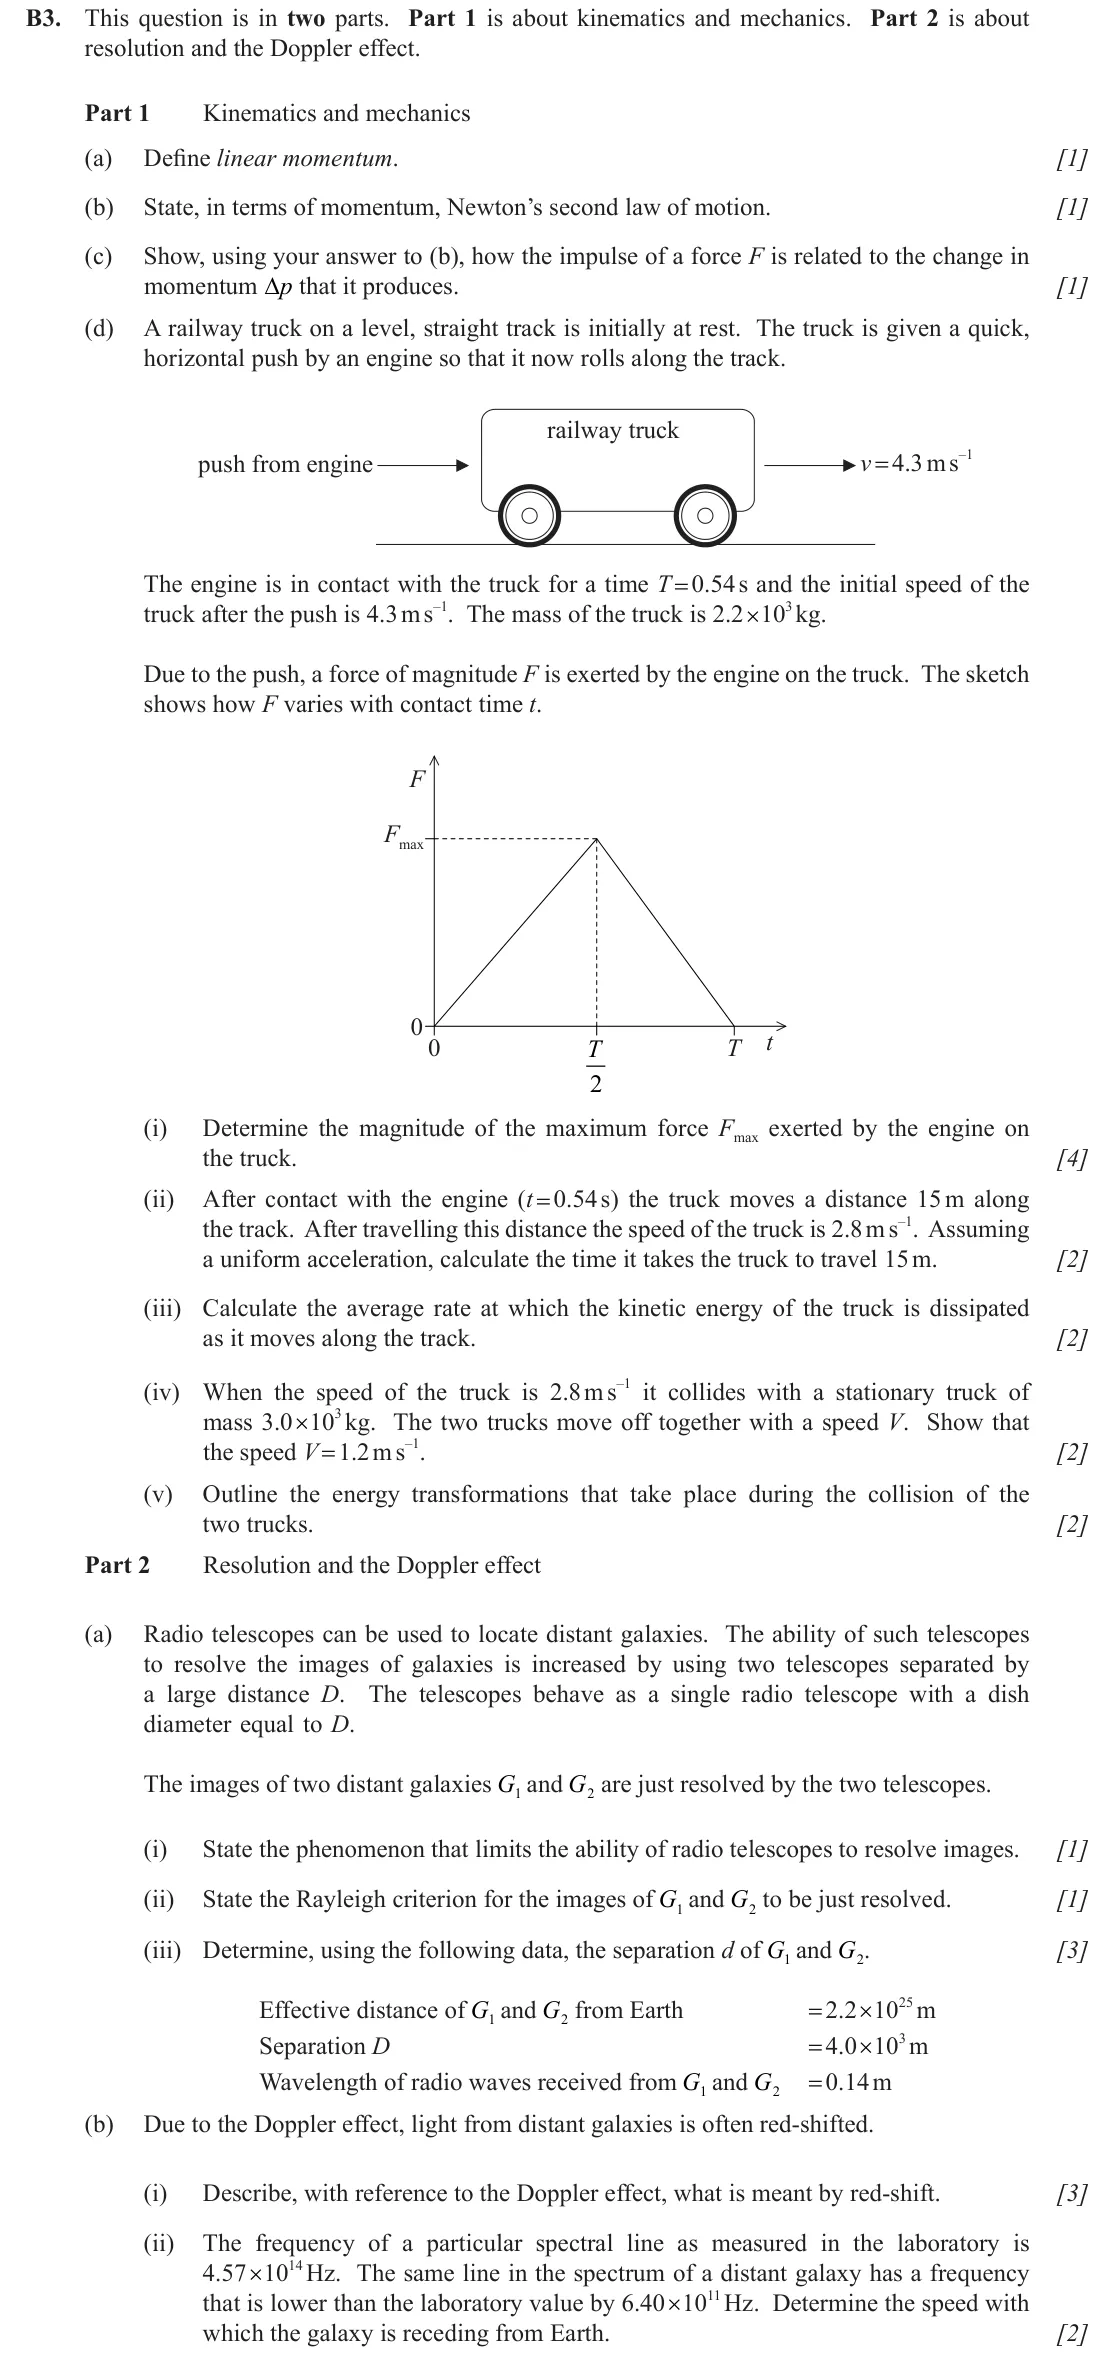 B3. This question is in two parts. Part 1 is about kinematics and mechanics. Part 2 is about
resolution and the Doppler effect.
Part 1 Kinematics and mechanics
(a) Define linear momentum. [1]
(b) State, in terms of momentum, Newton’s second law of motion. [1]
(c) Show, using your answer to (b), how the impulse of a force F is related to the change in
momentum Δp that it produces. [1]
(d) A railway truck on a level, straight track is initially at rest. The truck is given a quick,
horizontal push by an engine so that it now rolls along the track.
railway truck
push from engine
v=4.3 m s⁻¹
The engine is in contact with the truck for a time T=0.54 s and the initial speed of the
truck after the push is 4.3 m s⁻¹. The mass of the truck is 2.2×10³ kg.
Due to the push, a force of magnitude F is exerted by the engine on the truck. The sketch
shows how F varies with contact time t.
F
Fmax
0
0 T/2 T t
(i) Determine the magnitude of the maximum force Fmax exerted by the engine on
the truck. [4]
(ii) After contact with the engine (t=0.54 s) the truck moves a distance 15 m along
the track. After travelling this distance the speed of the truck is 2.8 m s⁻¹. Assuming
a uniform acceleration, calculate the time it takes the truck to travel 15 m. [2]
(iii) Calculate the average rate at which the kinetic energy of the truck is dissipated
as it moves along the track. [2]
(iv) When the speed of the truck is 2.8 m s⁻¹ it collides with a stationary truck of
mass 3.0×10³ kg. The two trucks move off together with a speed V. Show that
the speed V=1.2 m s⁻¹. [2]
(v) Outline the energy transformations that take place during the collision of the
two trucks. [2]
Part 2 Resolution and the Doppler effect
(a) Radio telescopes can be used to locate distant galaxies. The ability of such telescopes
to resolve the images of galaxies is increased by using two telescopes separated by
a large distance D. The telescopes behave as a single radio telescope with a dish
diameter equal to D.
The images of two distant galaxies G₁ and G₂ are just resolved by the two telescopes.
(i) State the phenomenon that limits the ability of radio telescopes to resolve images. [1]
(ii) State the Rayleigh criterion for the images of G₁ and G₂ to be just resolved. [1]
(iii) Determine, using the following data, the separation d of G₁ and G₂. [3]
Effective distance of G₁ and G₂ from Earth =2.2×10²⁵ m
Separation D =4.0×10³ m
Wavelength of radio waves received from G₁ and G₂ =0.14 m
(b) Due to the Doppler effect, light from distant galaxies is often red-shifted.
(i) Describe, with reference to the Doppler effect, what is meant by red-shift. [3]
(ii) The frequency of a particular spectral line as measured in the laboratory is
4.57×10¹⁴ Hz. The same line in the spectrum of a distant galaxy has a frequency
that is lower than the laboratory value by 6.40×10¹¹ Hz. Determine the speed with
which the galaxy is receding from Earth. [2]